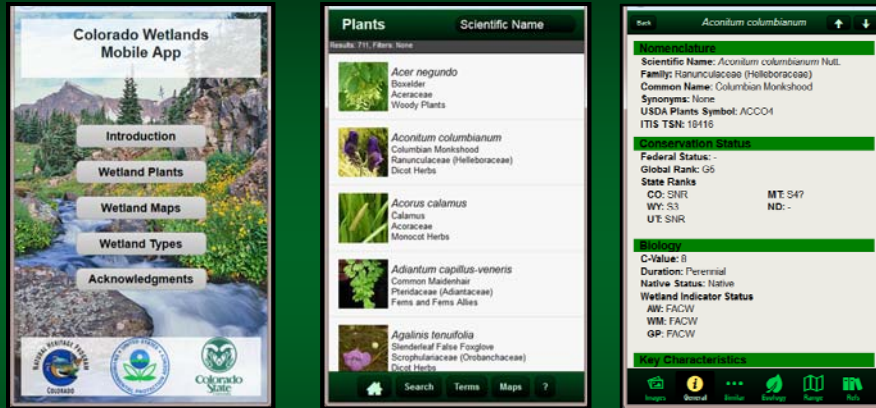 Colorado Wetlands
Mobile App
Introduction
Wetland Plants
Wetland Maps
Wetland Types
Acknowledgments
NATURAL HERITAGE PROGRAM
COLORADO
Colorado
State
Plants
Scientific Name
Results: 711, Filters: None
Acer negundo
Boxelder
Aceraceae
Woody Plants
Aconitum columbianum
Columbian Monkshood
Ranunculaceae (Helleboraceae)
Dicot Herbs
Acorus calamus
Calamus
Acoraceae
Monocot Herbs
Adiantum capillus-veneris
Common Maidenhair
Pteridaceae (Adiantaceae)
Ferns and Ferns Allies
Agalinis tenuifolia
Slenderleaf False Foxglove
Scrophulariaceae (Orobanchaceae)
Dicot Herbs
Search
Terms
Maps
?
Back
Aconitum columbianum
Nomenclature
Scientific Name: Aconitum columbianum Nutt.
Family: Ranunculaceae (Helleboraceae)
Common Name: Columbian Monkshood
Synonyms: None
USDA Plants Symbol: ACCO4
ITIS TSN: 18416
Conservation Status
Federal Status: -
Global Rank: G5
State Ranks
CO: SNR MT: S4?
WY: S3 ND: -
UT: SNR
Biology
C-Value: 8
Duration: Perennial
Native Status: Native
Wetland Indicator Status
AW: FACW
WM: FACW
GP: FACW
Key Characteristics
Images
General
Similar
Ecology
Range
Refs